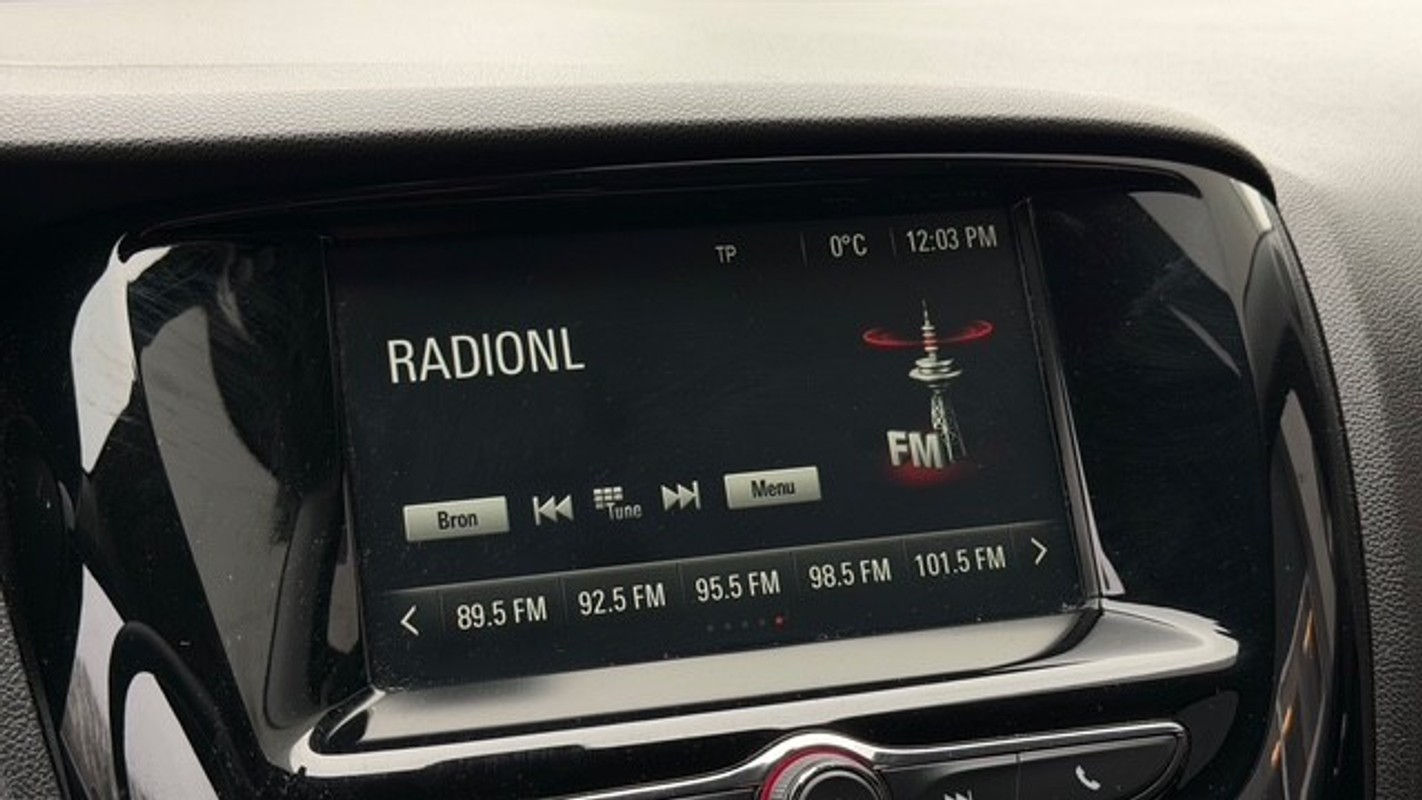 TP 0°C 12:03 PM
RADIONL
FM
Bron Tune Menu
89.5 FM 92.5 FM 95.5 FM 98.5 FM 101.5 FM